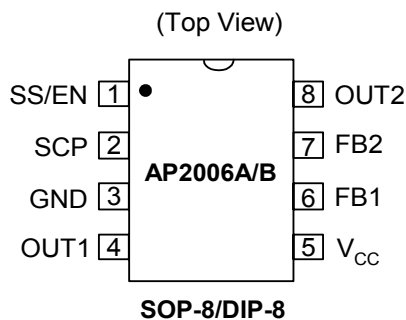 (Top View)
SS/EN 1 8 OUT2
SCP 2 7 FB2
AP2006A/B
GND 3 6 FB1
OUT1 4 5 V_CC
SOP-8/DIP-8